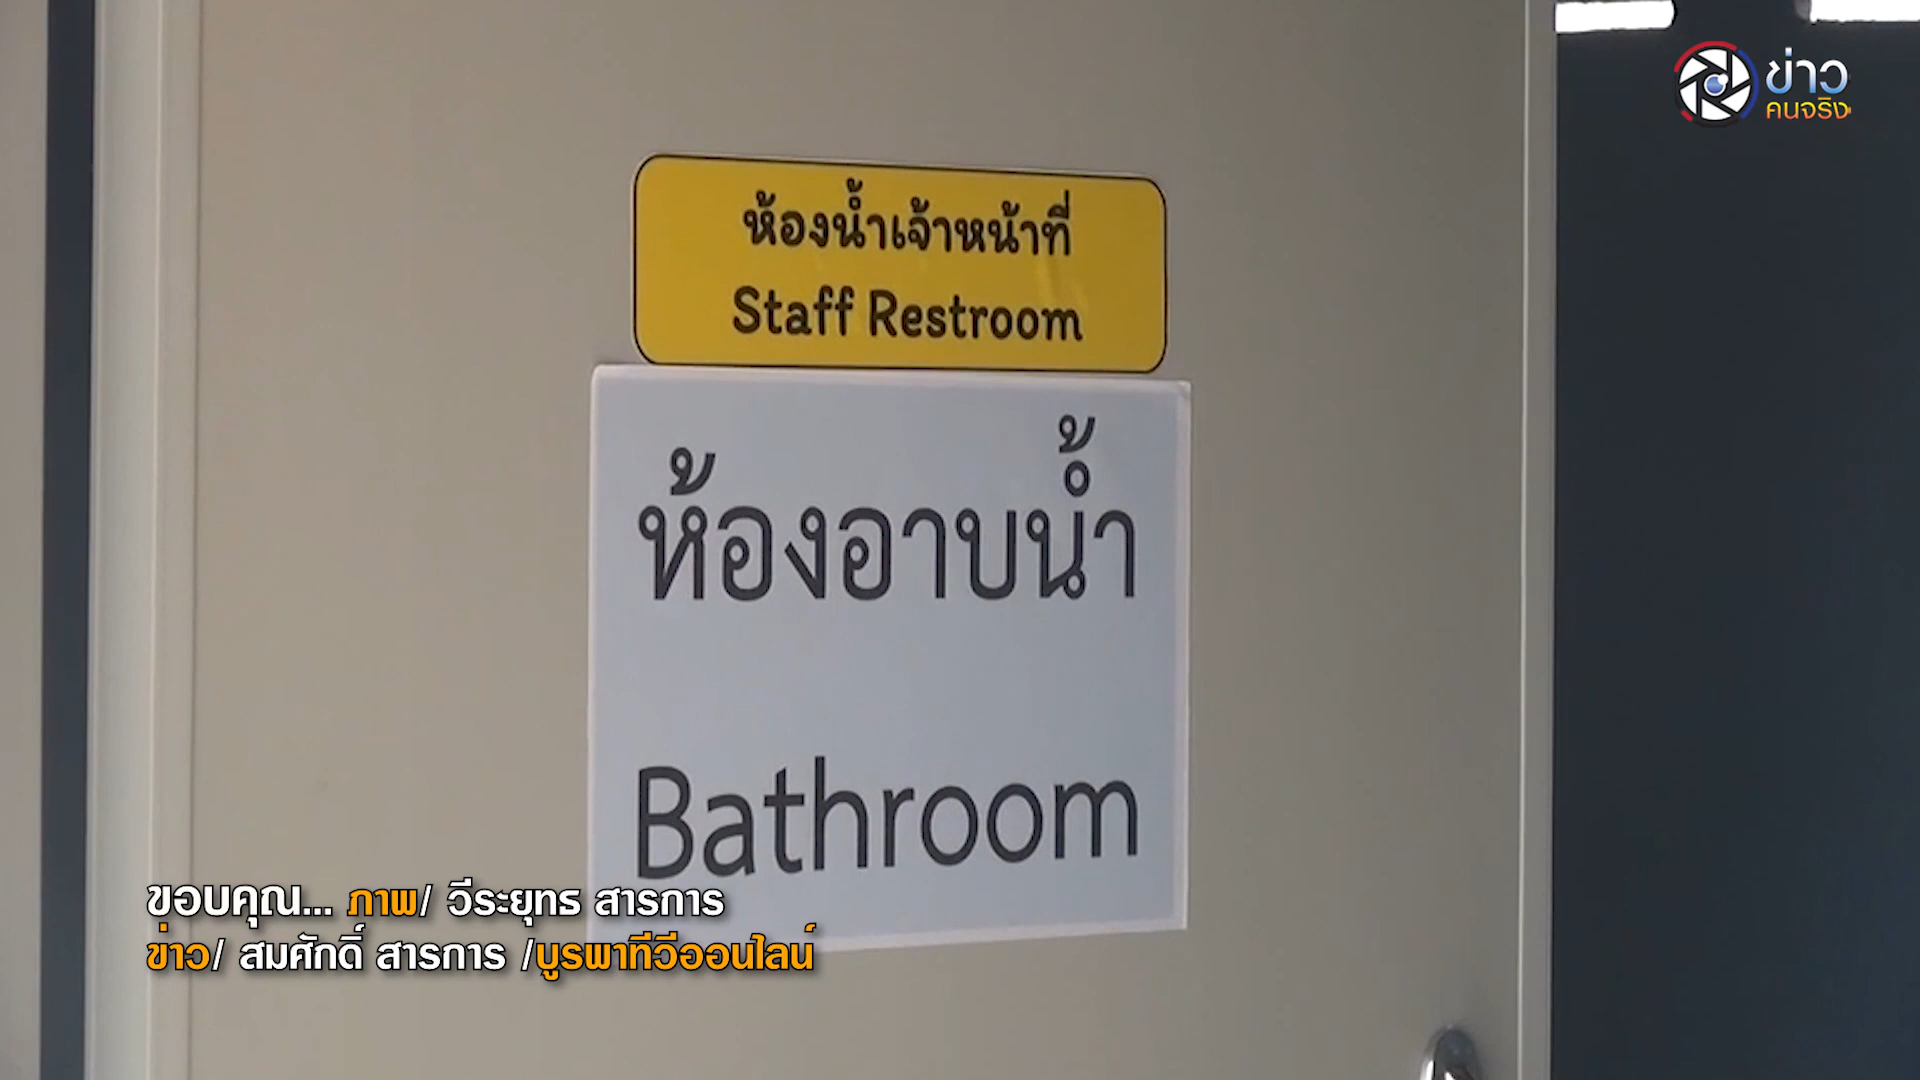 ข่าว
คนจริง
ห้องน้ำเจ้าหน้าที่
Staff Restroom
ห้องอาบน้ำ
Bathroom
ขอบคุณ... ภาพ/ วีระยุทธ สารการ
ข่าว/ สมศักดิ์ สารการ /บูรพาทีวีออนไลน์